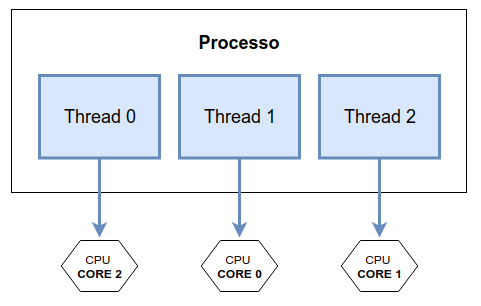 Processo
Thread 0
Thread 1
Thread 2
CPU
CORE 2
CPU
CORE 0
CPU
CORE 1